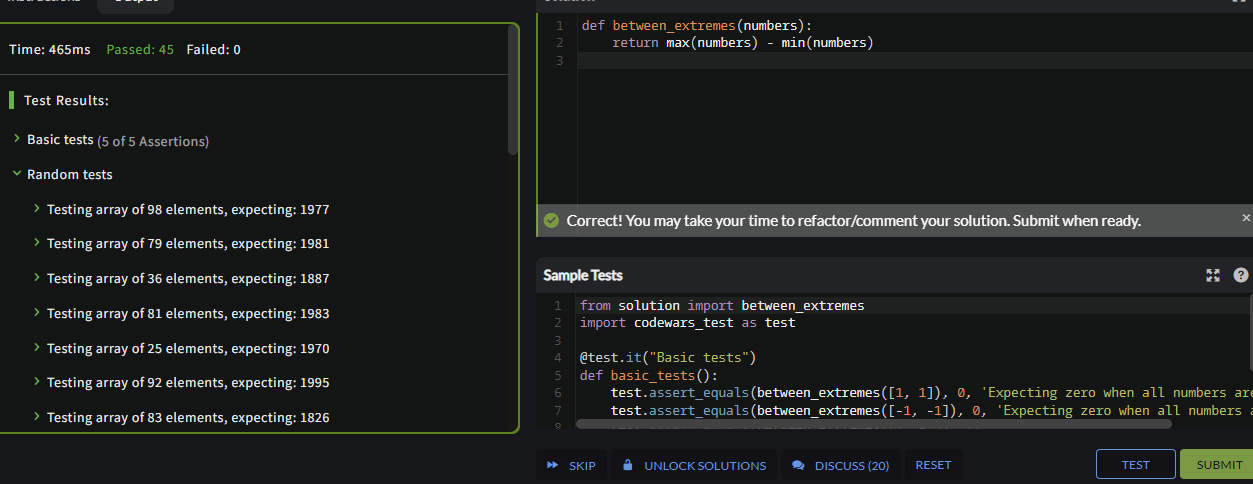 Time: 465ms Passed: 45 Failed: 0
Test Results:
Basic tests (5 of 5 Assertions)
Random tests
Testing array of 98 elements, expecting: 1977
Testing array of 79 elements, expecting: 1981
Testing array of 36 elements, expecting: 1887
Testing array of 81 elements, expecting: 1983
Testing array of 25 elements, expecting: 1970
Testing array of 92 elements, expecting: 1995
Testing array of 83 elements, expecting: 1826
1 def between_extremes(numbers):
2     return max(numbers) - min(numbers)
3
Correct! You may take your time to refactor/comment your solution. Submit when ready.
Sample Tests
1 from solution import between_extremes
2 import codewars_test as test
3
4 @test.it("Basic tests")
5 def basic_tests():
6     test.assert_equals(between_extremes([1, 1]), 0, 'Expecting zero when all numbers are
7     test.assert_equals(between_extremes([-1, -1]), 0, 'Expecting zero when all numbers a
8
SKIP UNLOCK SOLUTIONS DISCUSS (20) RESET TEST SUBMIT